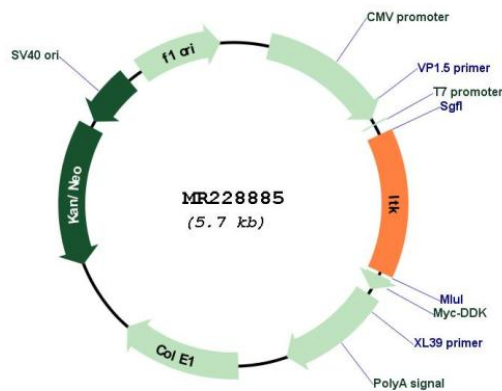 CMV promoter
VP1.5 primer
T7 promoter
SgfI
Itk
MluI
Myc-DDK
XL39 primer
PolyA signal
Col E1
Kan/Neo
SV40 ori
f1 ori
MR228885
(5.7 kb)